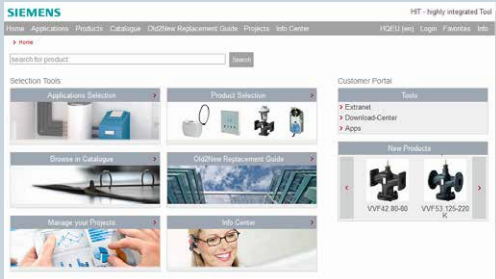 SIEMENS
HIT - highly integrated Tool
Home Applications Products Catalogue Old2New Replacement Guide Projects Info Center
HQEU (en) Login Favorites Info
> Home
search for product
Search
Selection Tools:
Customer Portal
Applications Selection >
Product Selection >
Tools
> Extranet
> Download-Center
> Apps
Browse in Catalogue >
Old2New Replacement Guide >
New Products
VVF42.80-80
VVF53.125-220
K
Manage your Projects >
Info Center >